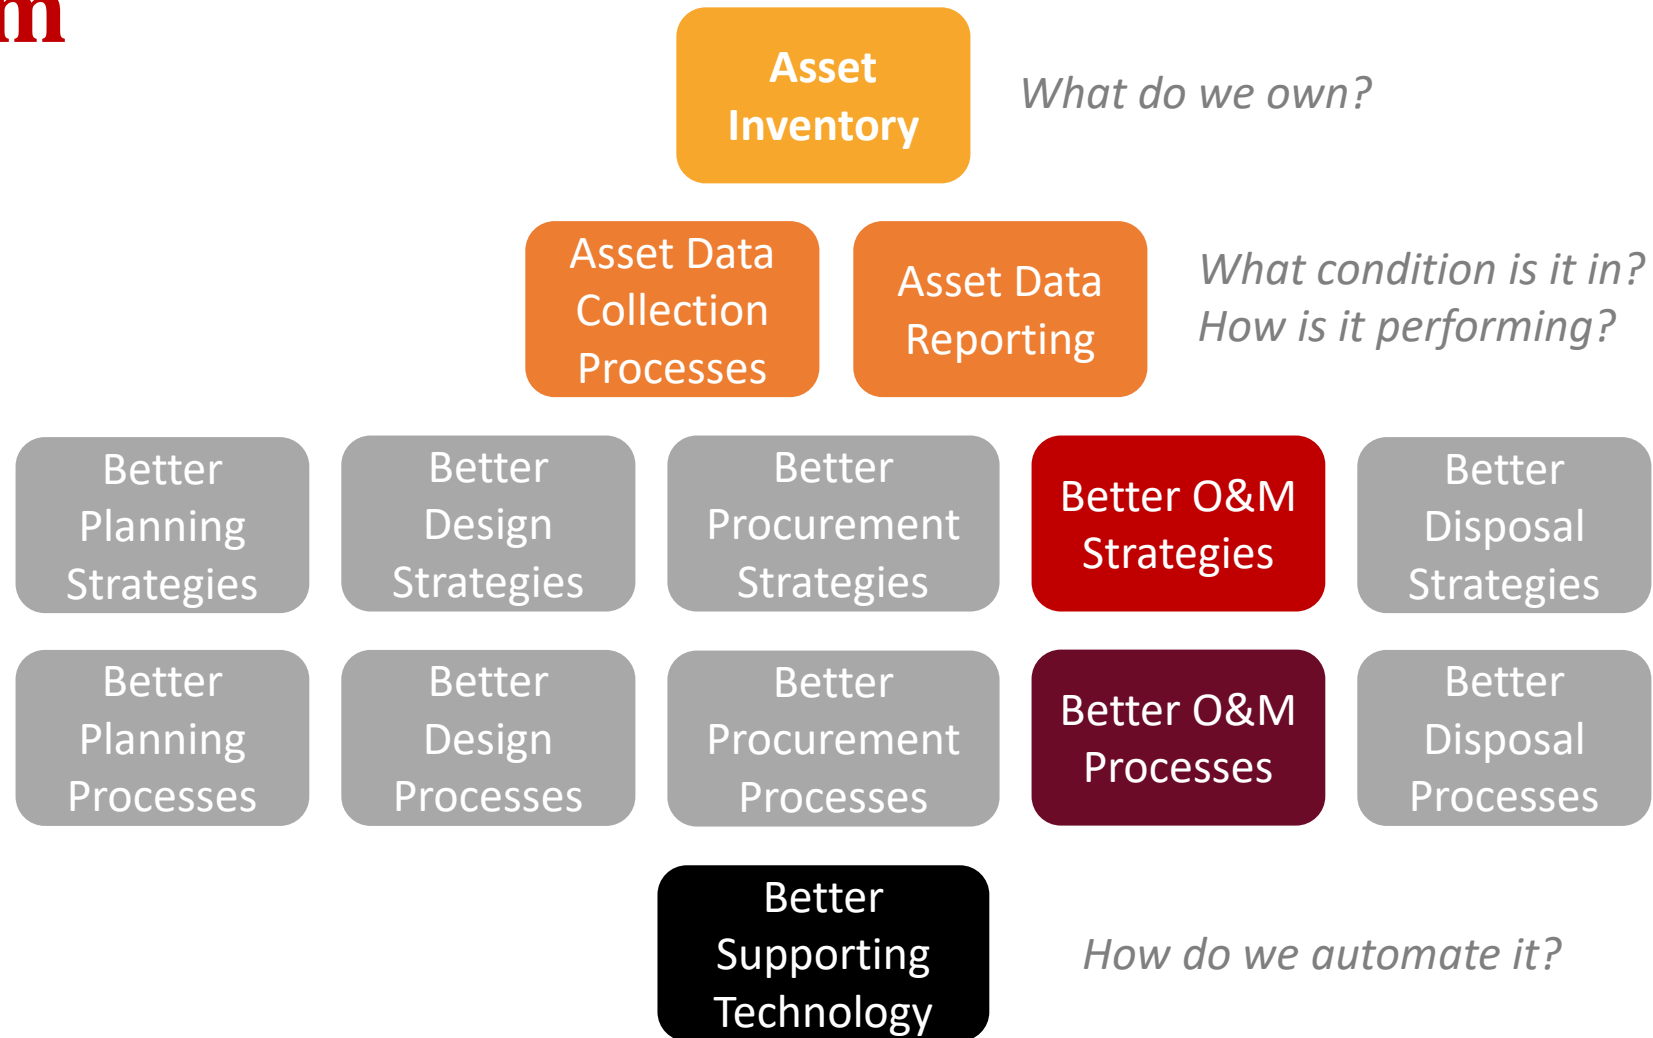 m
Asset
Inventory
What do we own?
Asset Data
Collection
Processes
Asset Data
Reporting
What condition is it in?
How is it performing?
Better
Planning
Strategies
Better
Design
Strategies
Better
Procurement
Strategies
Better O&M
Strategies
Better
Disposal
Strategies
Better
Planning
Processes
Better
Design
Processes
Better
Procurement
Processes
Better O&M
Processes
Better
Disposal
Processes
Better
Supporting
Technology
How do we automate it?